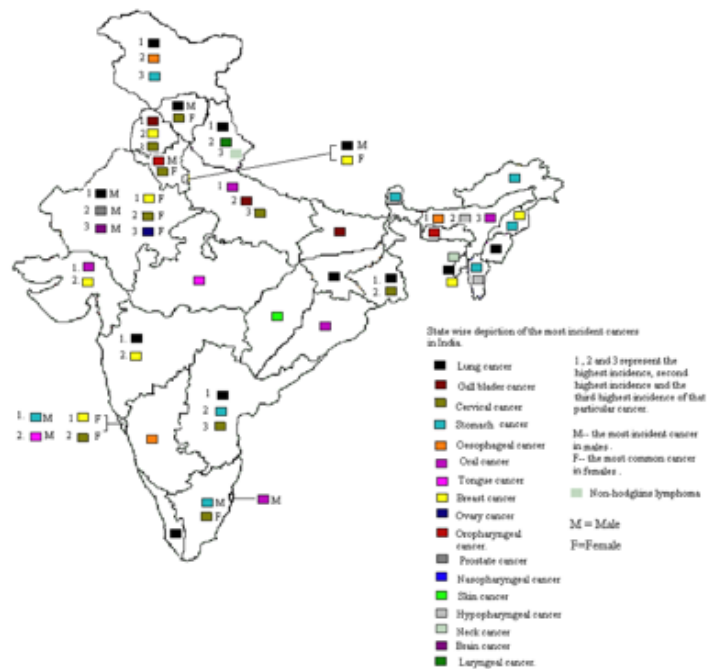 1
2
3
M
F
1
2
3
1
2
3
M
F
M
F
1
2
3
1 M
2 M
3 M
1 F
2 F
3 F
1 2 3
1.
2.
1
2.
1.
2.
1
2
3
1. M
2. M
1 F
2 F
M
F
M
State wise depiction of the most incident cancers
in India.
Lung cancer
Gall blader cancer
Cervical cancer
Stomach cancer
Oesophageal cancer
Oral cancer
Tongue cancer
Breast cancer
Ovary cancer
Oropharyngeal
cancer.
Prostate cancer
Nasopharyngeal cancer
Skin cancer
Hypopharyngeal cancer
Neck cancer
Brain cancer
Laryngeal cancer.
1 , 2 and 3 represent the
highest incidence, second
highest incidence and the
third highest incidence of that
particular cancer.
M-- the most incident cancer
in males .
F-- the most common cancer
in females .
Non-hodgkins lymphoma
M = Male
F=Female